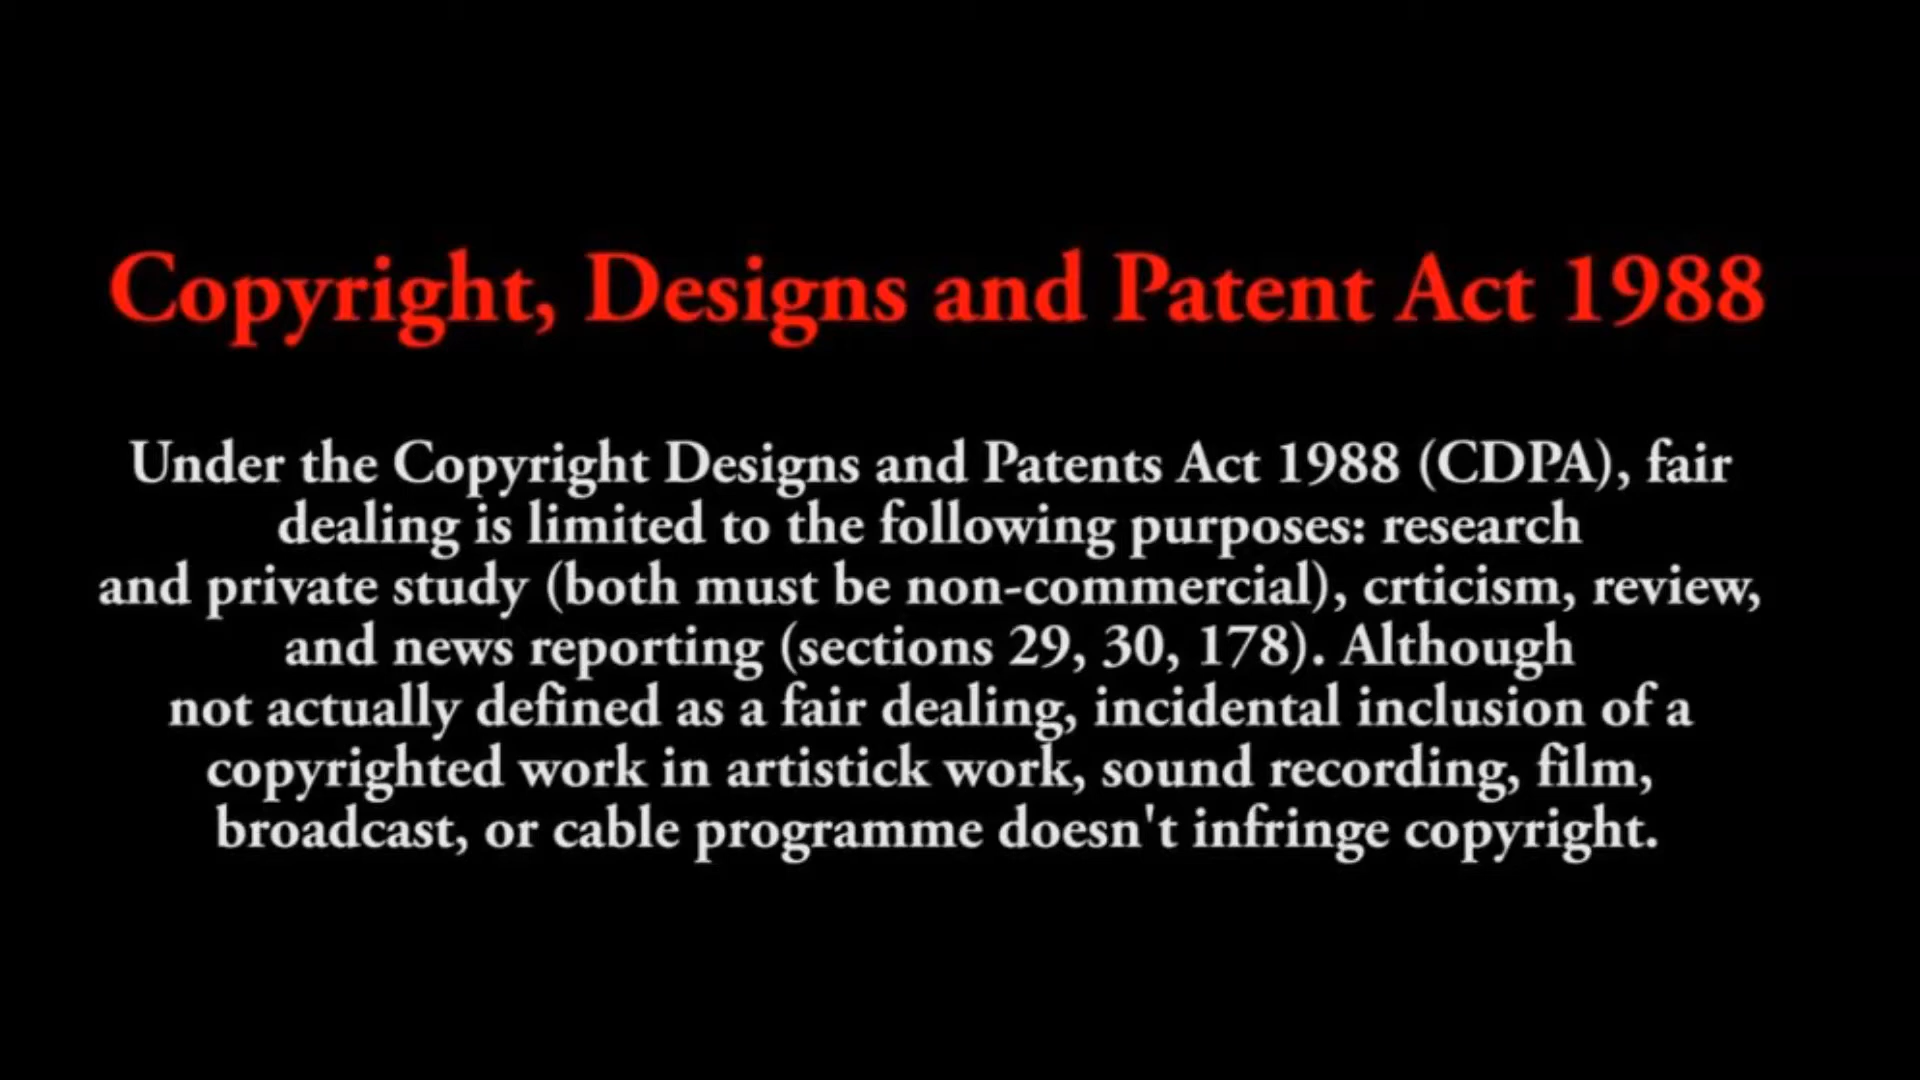 Copyright, Designs and Patent Act 1988
Under the Copyright Designs and Patents Act 1988 (CDPA), fair
dealing is limited to the following purposes: research
and private study (both must be non-commercial), crticism, review,
and news reporting (sections 29, 30, 178). Although
not actually defined as a fair dealing, incidental inclusion of a
copyrighted work in artistick work, sound recording, film,
broadcast, or cable programme doesn't infringe copyright.